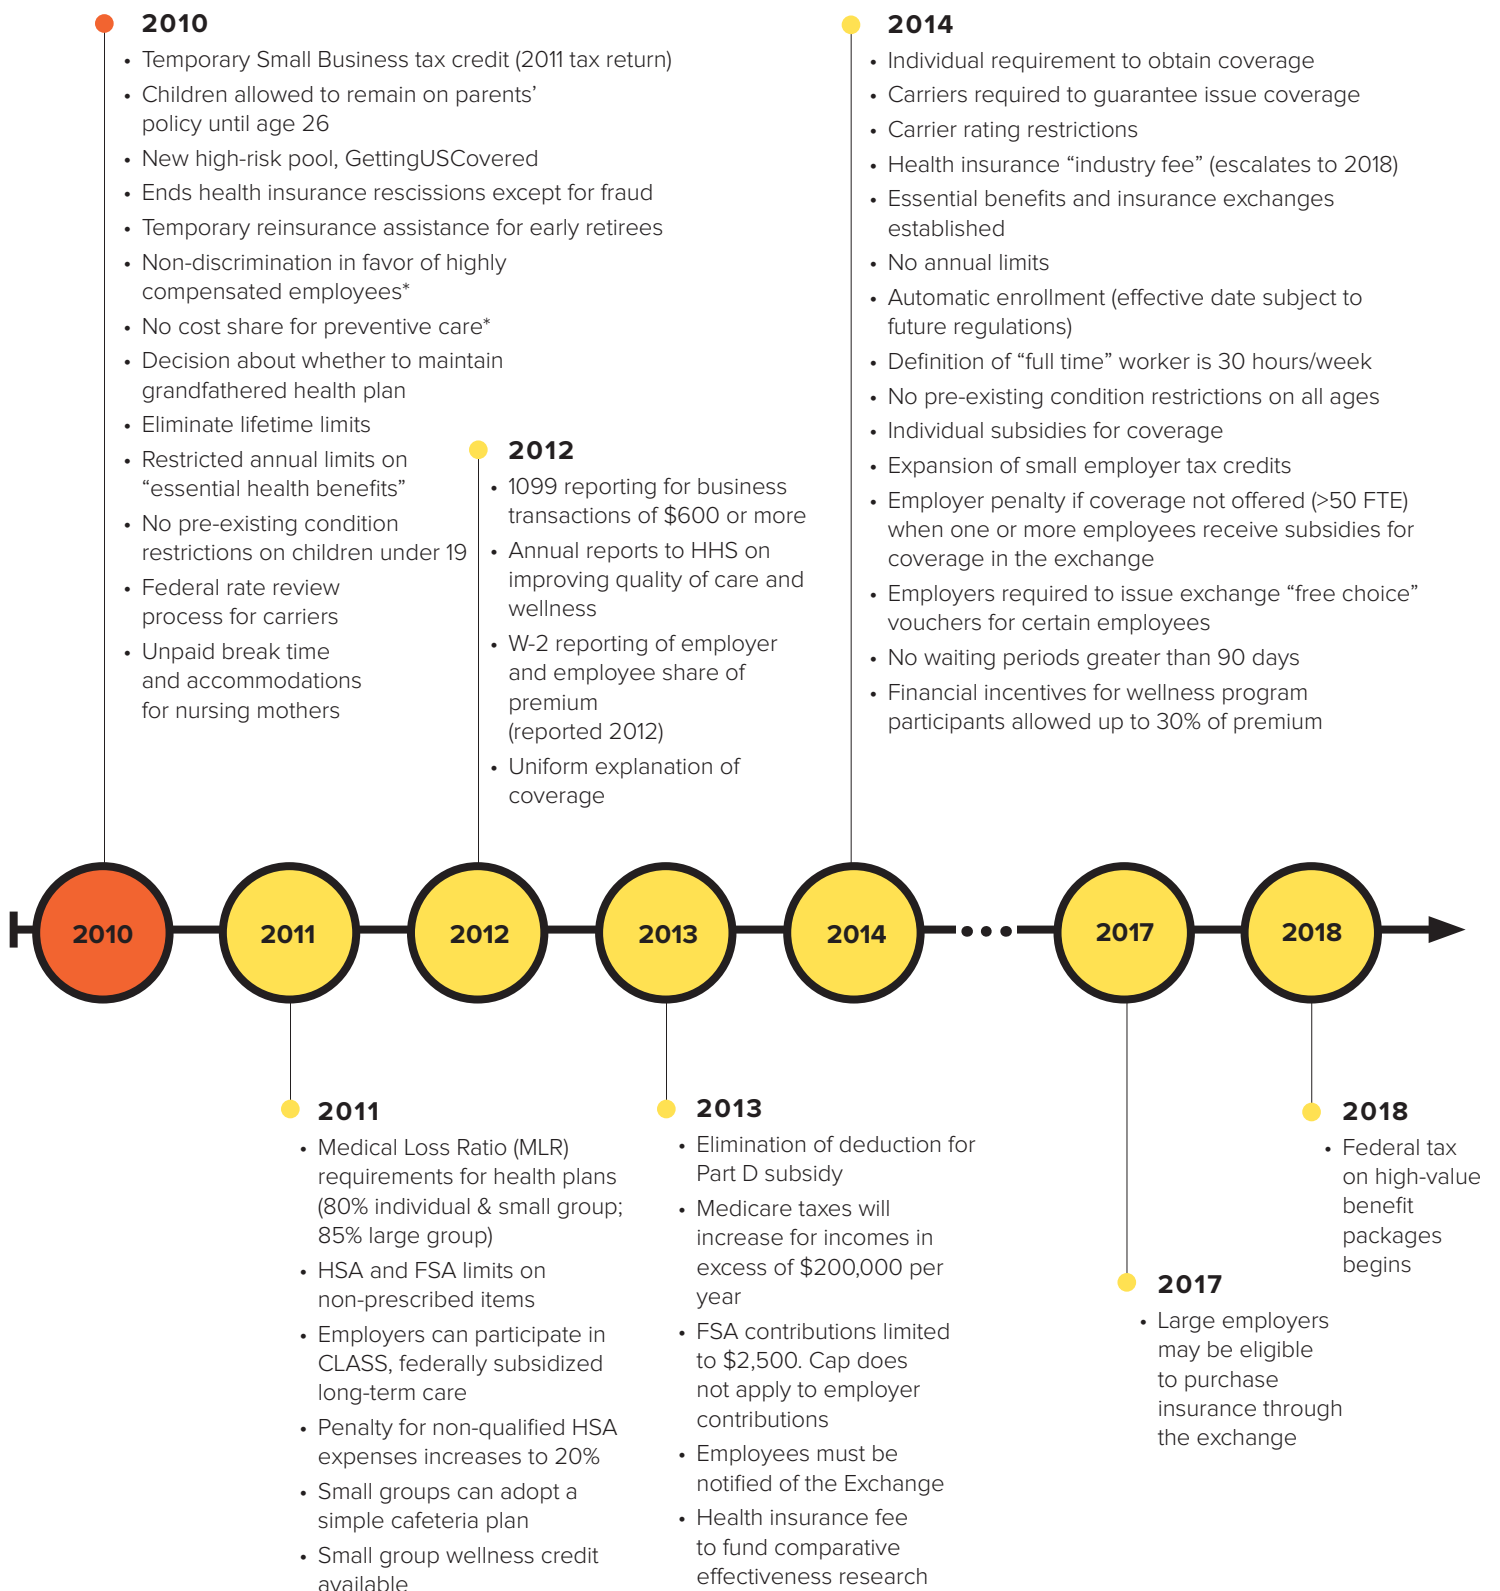 2010
• Temporary Small Business tax credit (2011 tax return)
• Children allowed to remain on parents’
policy until age 26
• New high-risk pool, GettingUSCovered
• Ends health insurance rescissions except for fraud
• Temporary reinsurance assistance for early retirees
• Non-discrimination in favor of highly
compensated employees*
• No cost share for preventive care*
• Decision about whether to maintain
grandfathered health plan
• Eliminate lifetime limits
• Restricted annual limits on
“essential health benefits”
• No pre-existing condition
restrictions on children under 19
• Federal rate review
process for carriers
• Unpaid break time
and accommodations
for nursing mothers
2012
• 1099 reporting for business
transactions of $600 or more
• Annual reports to HHS on
improving quality of care and
wellness
• W-2 reporting of employer
and employee share of
premium
(reported 2012)
• Uniform explanation of
coverage
2014
• Individual requirement to obtain coverage
• Carriers required to guarantee issue coverage
• Carrier rating restrictions
• Health insurance “industry fee” (escalates to 2018)
• Essential benefits and insurance exchanges
established
• No annual limits
• Automatic enrollment (effective date subject to
future regulations)
• Definition of “full time” worker is 30 hours/week
• No pre-existing condition restrictions on all ages
• Individual subsidies for coverage
• Expansion of small employer tax credits
• Employer penalty if coverage not offered (>50 FTE)
when one or more employees receive subsidies for
coverage in the exchange
• Employers required to issue exchange “free choice”
vouchers for certain employees
• No waiting periods greater than 90 days
• Financial incentives for wellness program
participants allowed up to 30% of premium
2010
2011
2012
2013
2014
2017
2018
2011
• Medical Loss Ratio (MLR)
requirements for health plans
(80% individual & small group;
85% large group)
• HSA and FSA limits on
non-prescribed items
• Employers can participate in
CLASS, federally subsidized
long-term care
• Penalty for non-qualified HSA
expenses increases to 20%
• Small groups can adopt a
simple cafeteria plan
• Small group wellness credit
available
2013
• Elimination of deduction for
Part D subsidy
• Medicare taxes will
increase for incomes in
excess of $200,000 per
year
• FSA contributions limited
to $2,500. Cap does
not apply to employer
contributions
• Employees must be
notified of the Exchange
• Health insurance fee
to fund comparative
effectiveness research
2017
• Large employers
may be eligible
to purchase
insurance through
the exchange
2018
• Federal tax
on high-value
benefit
packages
begins